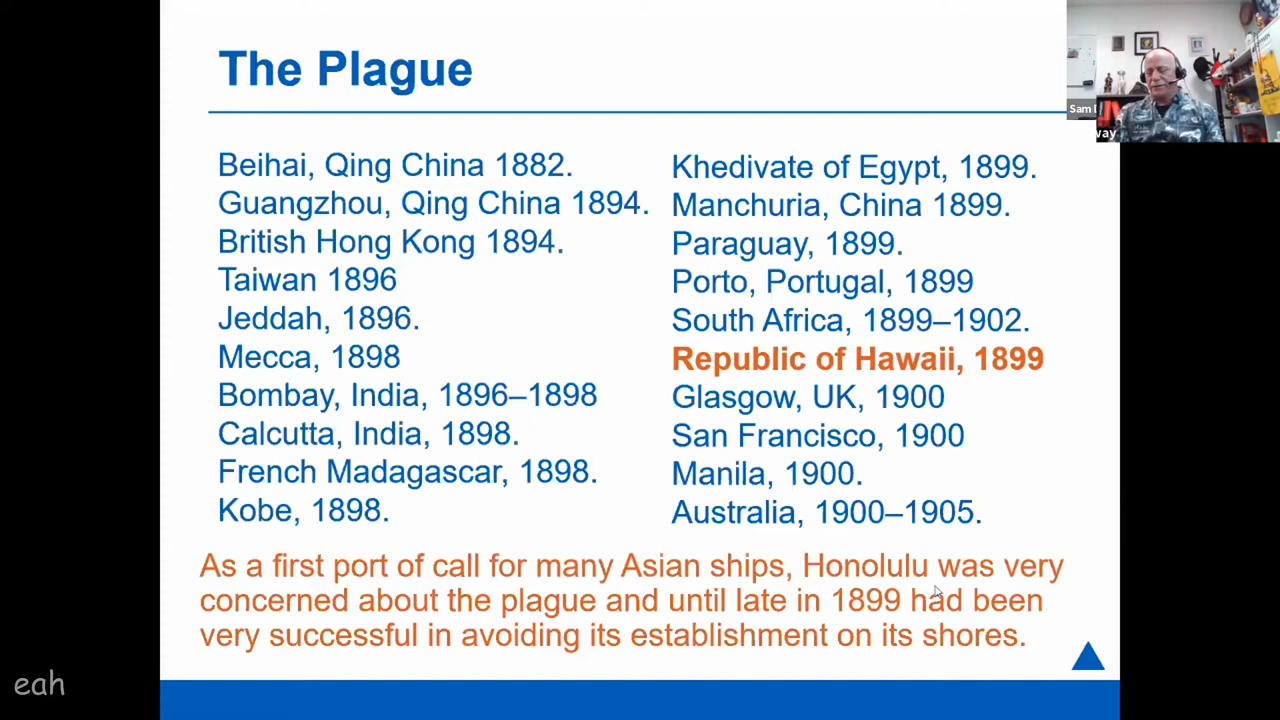 The Plague
Beihai, Qing China 1882.
Guangzhou, Qing China 1894.
British Hong Kong 1894.
Taiwan 1896
Jeddah, 1896.
Mecca, 1898
Bombay, India, 1896–1898
Calcutta, India, 1898.
French Madagascar, 1898.
Kobe, 1898.
Khedivate of Egypt, 1899.
Manchuria, China 1899.
Paraguay, 1899.
Porto, Portugal, 1899
South Africa, 1899–1902.
Republic of Hawaii, 1899
Glasgow, UK, 1900
San Francisco, 1900
Manila, 1900.
Australia, 1900–1905.
As a first port of call for many Asian ships, Honolulu was very
concerned about the plague and until late in 1899 had been
very successful in avoiding its establishment on its shores.
Sam
way
eah